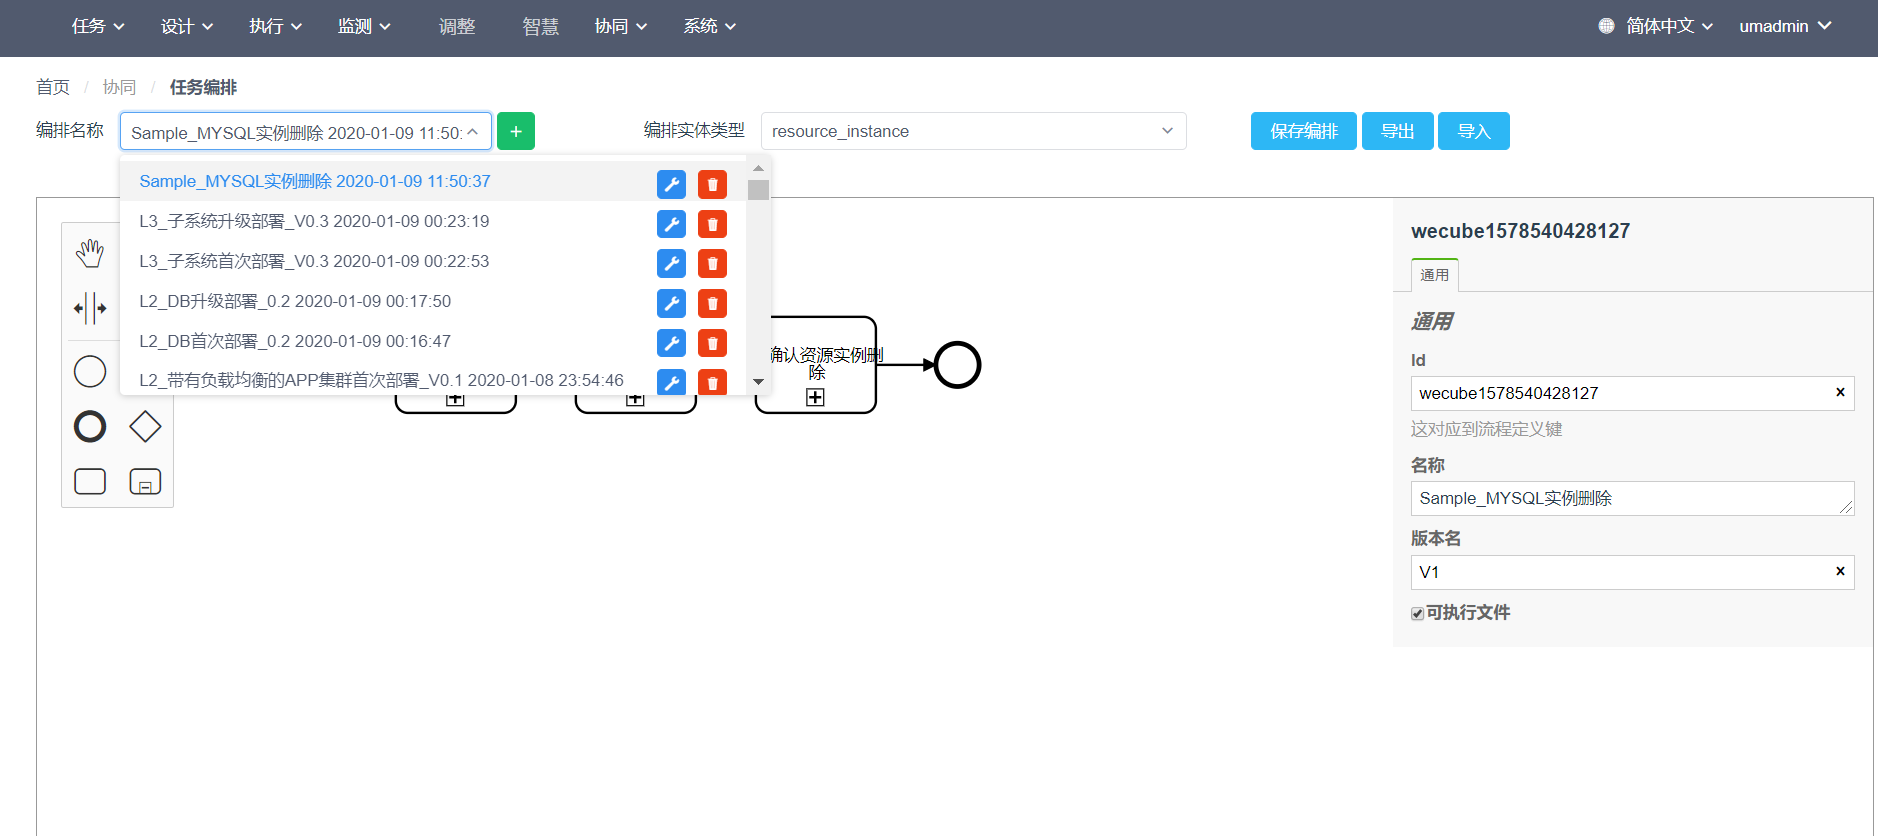 任务 设计 执行 监测 调整 智慧 协同 系统 简体中文 umadmin
首页 / 协同 / 任务编排
编排名称 Sample_MYSQL实例删除 2020-01-09 11:50: + 编排实体类型 resource_instance 保存编排 导出 导入
Sample_MYSQL实例删除 2020-01-09 11:50:37
L3_子系统升级部署_V0.3 2020-01-09 00:23:19
L3_子系统首次部署_V0.3 2020-01-09 00:22:53
L2_DB升级部署_0.2 2020-01-09 00:17:50
L2_DB首次部署_0.2 2020-01-09 00:16:47
L2_带有负载均衡的APP集群首次部署_V0.1 2020-01-08 23:54:46
确认资源实例删
除
wecube1578540428127
通用
通用
Id
wecube1578540428127
这对应到流程定义键
名称
Sample_MYSQL实例删除
版本名
V1
可执行文件